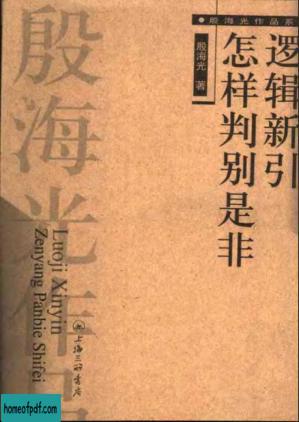 殷海光作品系
逻辑新引
怎样判别是非
殷海光 著
殷海光作品
Luoji Xinyin
Zenyang Panbie Shifei
上海三联书店
homeofpdf.com
homeofpdf.com